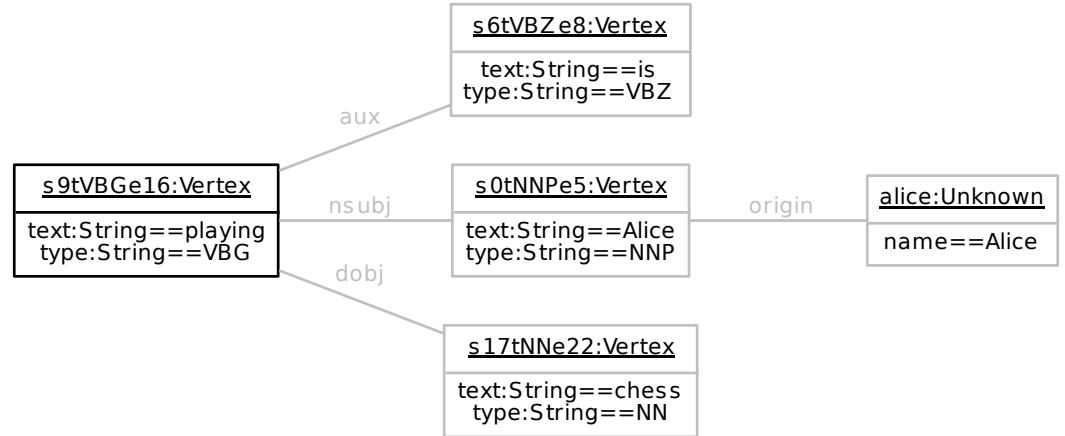 s6tVBZe8:Vertex
text:String==is
type:String==VBZ
aux
s9tVBGe16:Vertex
text:String==playing
type:String==VBG
nsubj
s0tNNPe5:Vertex
text:String==Alice
type:String==NNP
origin
alice:Unknown
name==Alice
dobj
s17tNNe22:Vertex
text:String==chess
type:String==NN